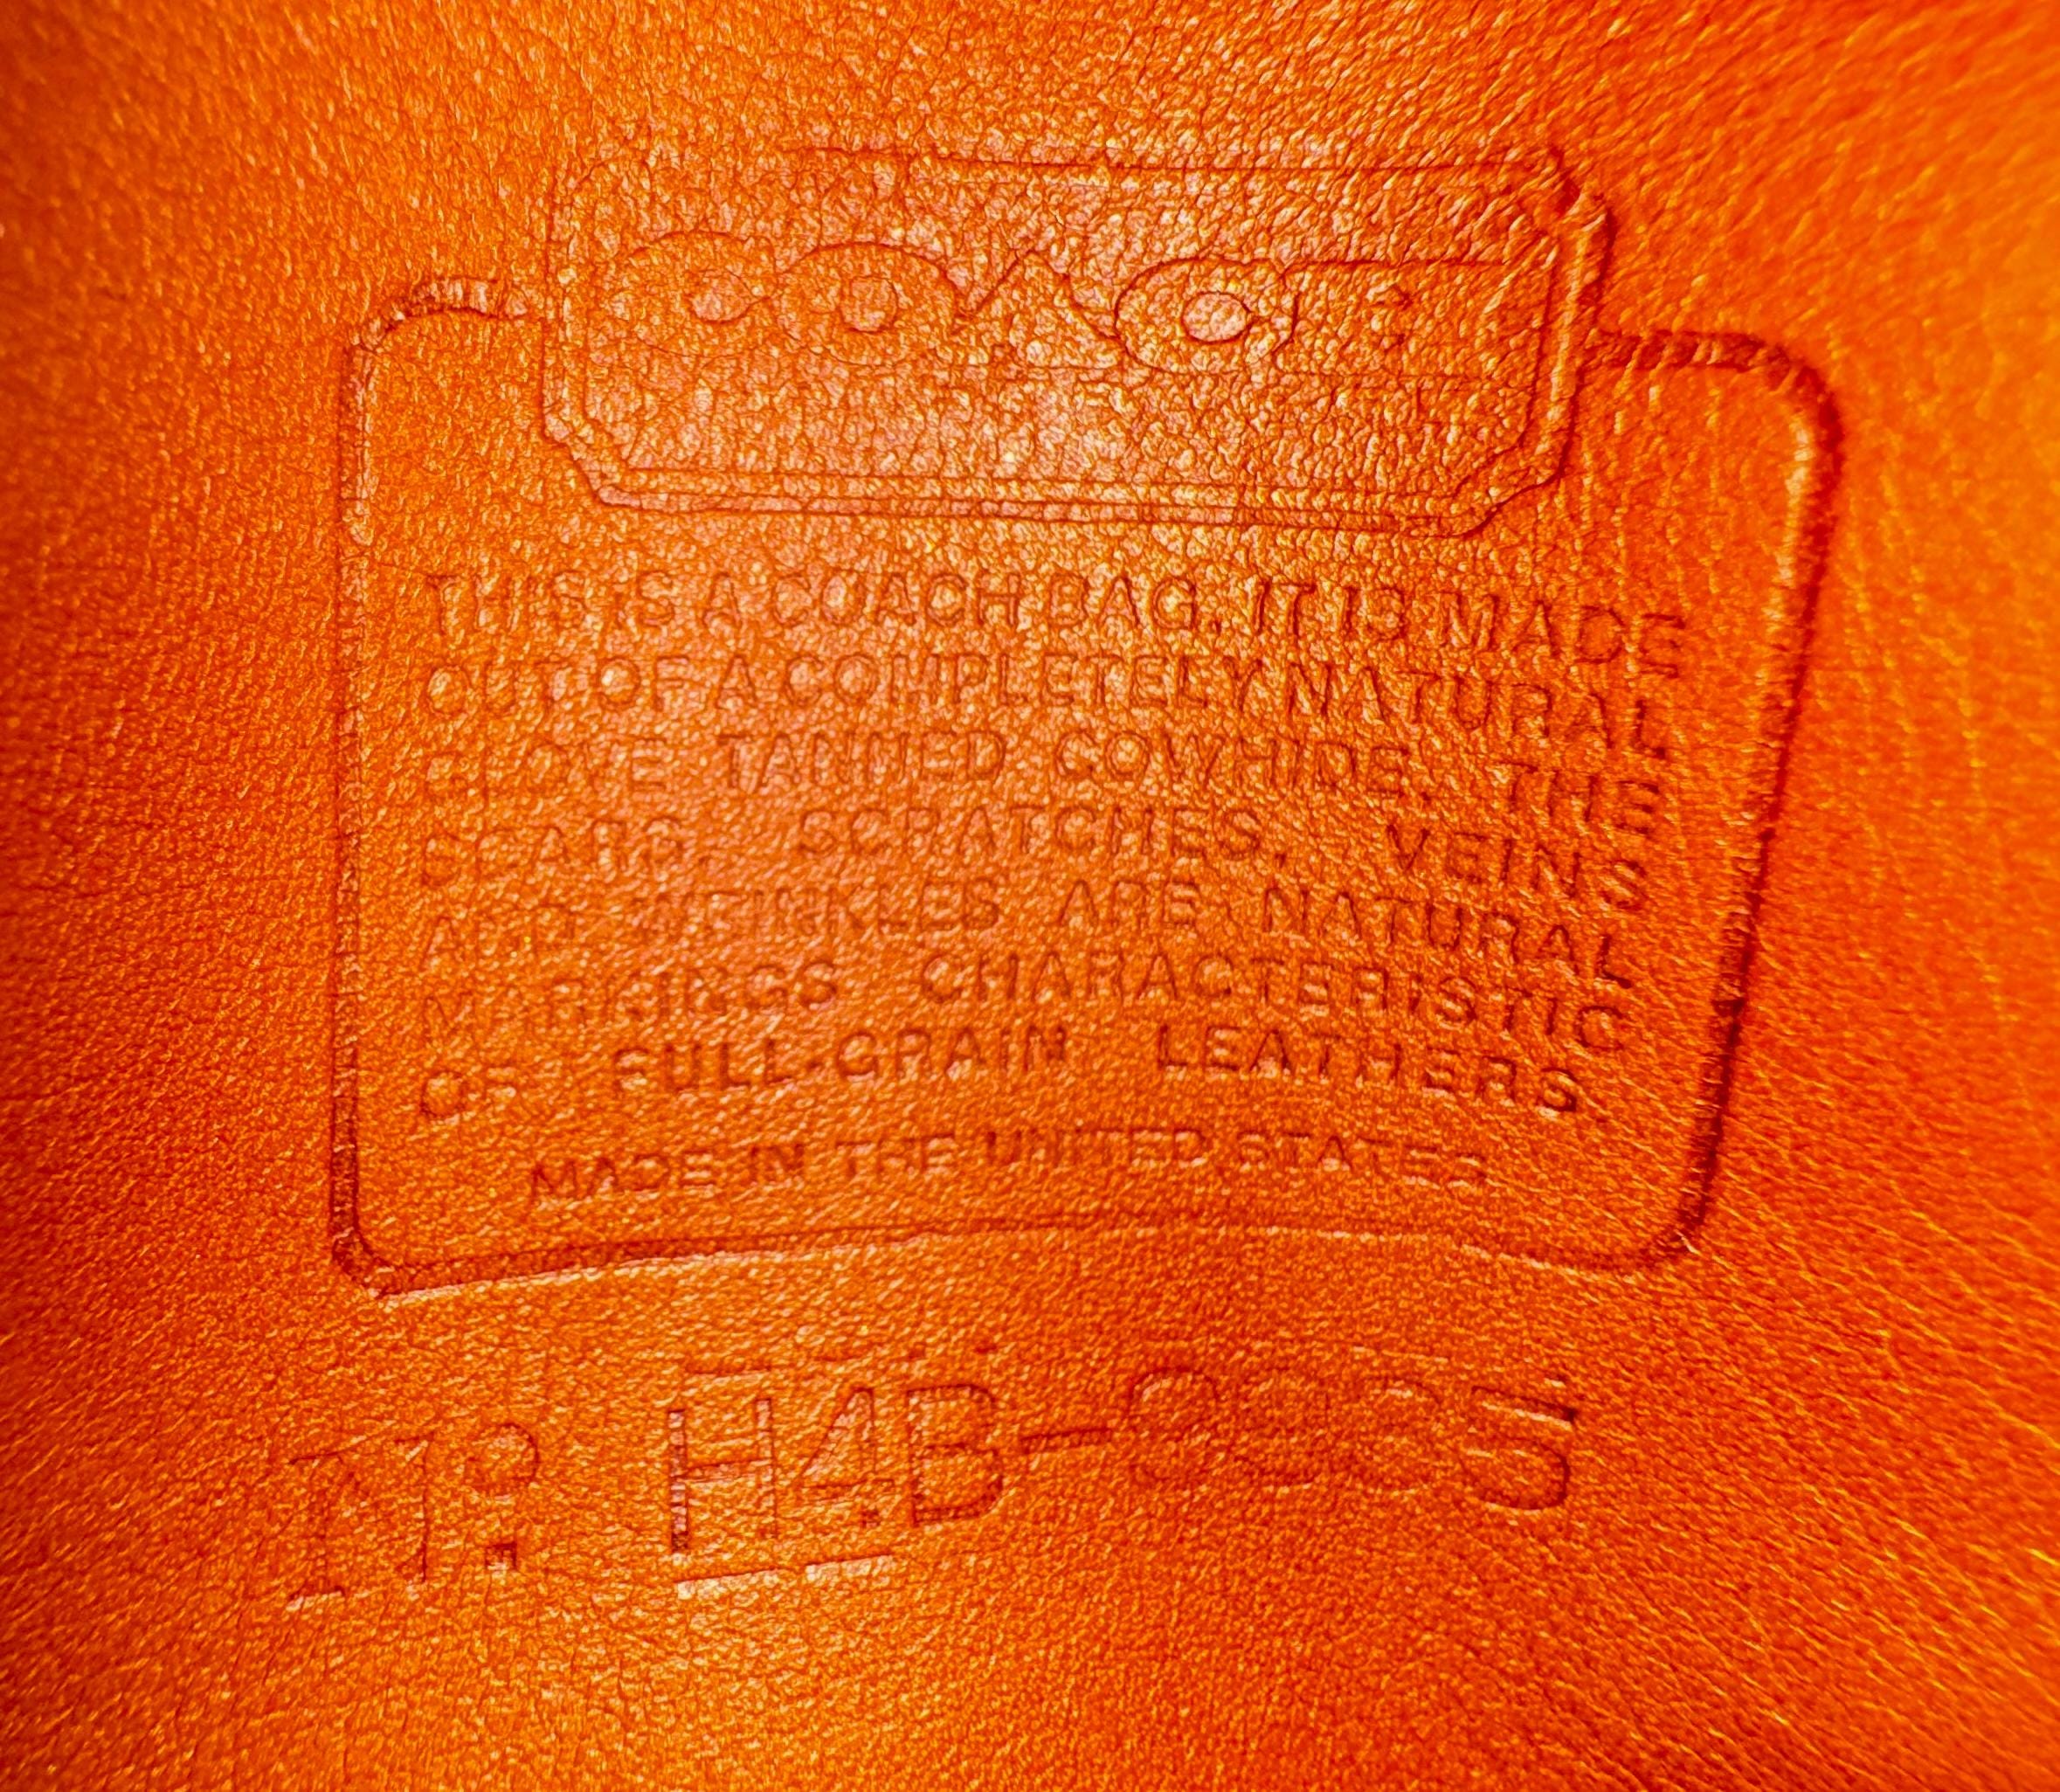 COACH
THIS IS A COACH BAG. IT IS MADE
OUT OF A COMPLETELY NATURAL
GLOVE TANNED COWHIDE. THE
SCARS, SCRATCHES, VEINS
AND WRINKLES ARE NATURAL
MARKINGS CHARACTERISTIC
OF FULL-GRAIN LEATHERS
MADE IN THE UNITED STATES
Nº